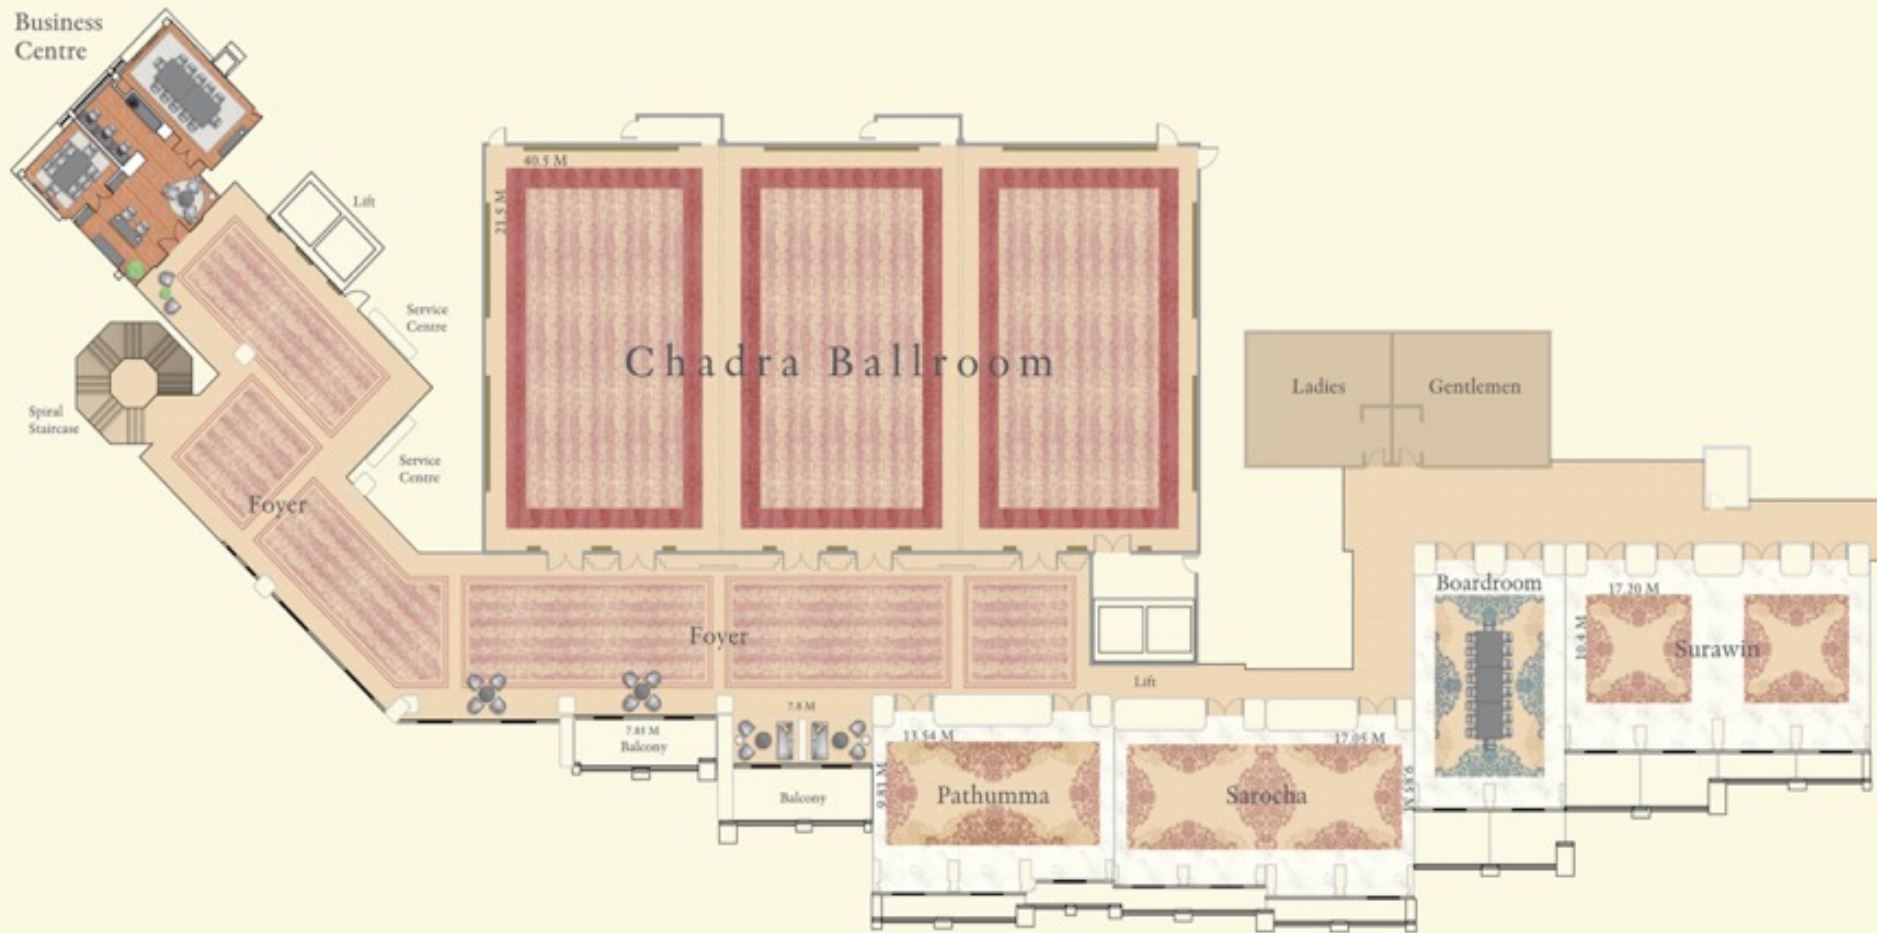 Business
Centre
Lift
Service
Centre
Spiral
Staircase
Service
Centre
Foyer
40.5 M
21.5 M
Chadra Ballroom
Ladies
Gentlemen
Foyer
Lift
7.85 M
Balcony
7.8 M
Balcony
13.54 M
9.81 M
Pathumma
17.05 M
9.85 M
Sarocha
Boardroom
17.20 M
10.4 M
Surawin